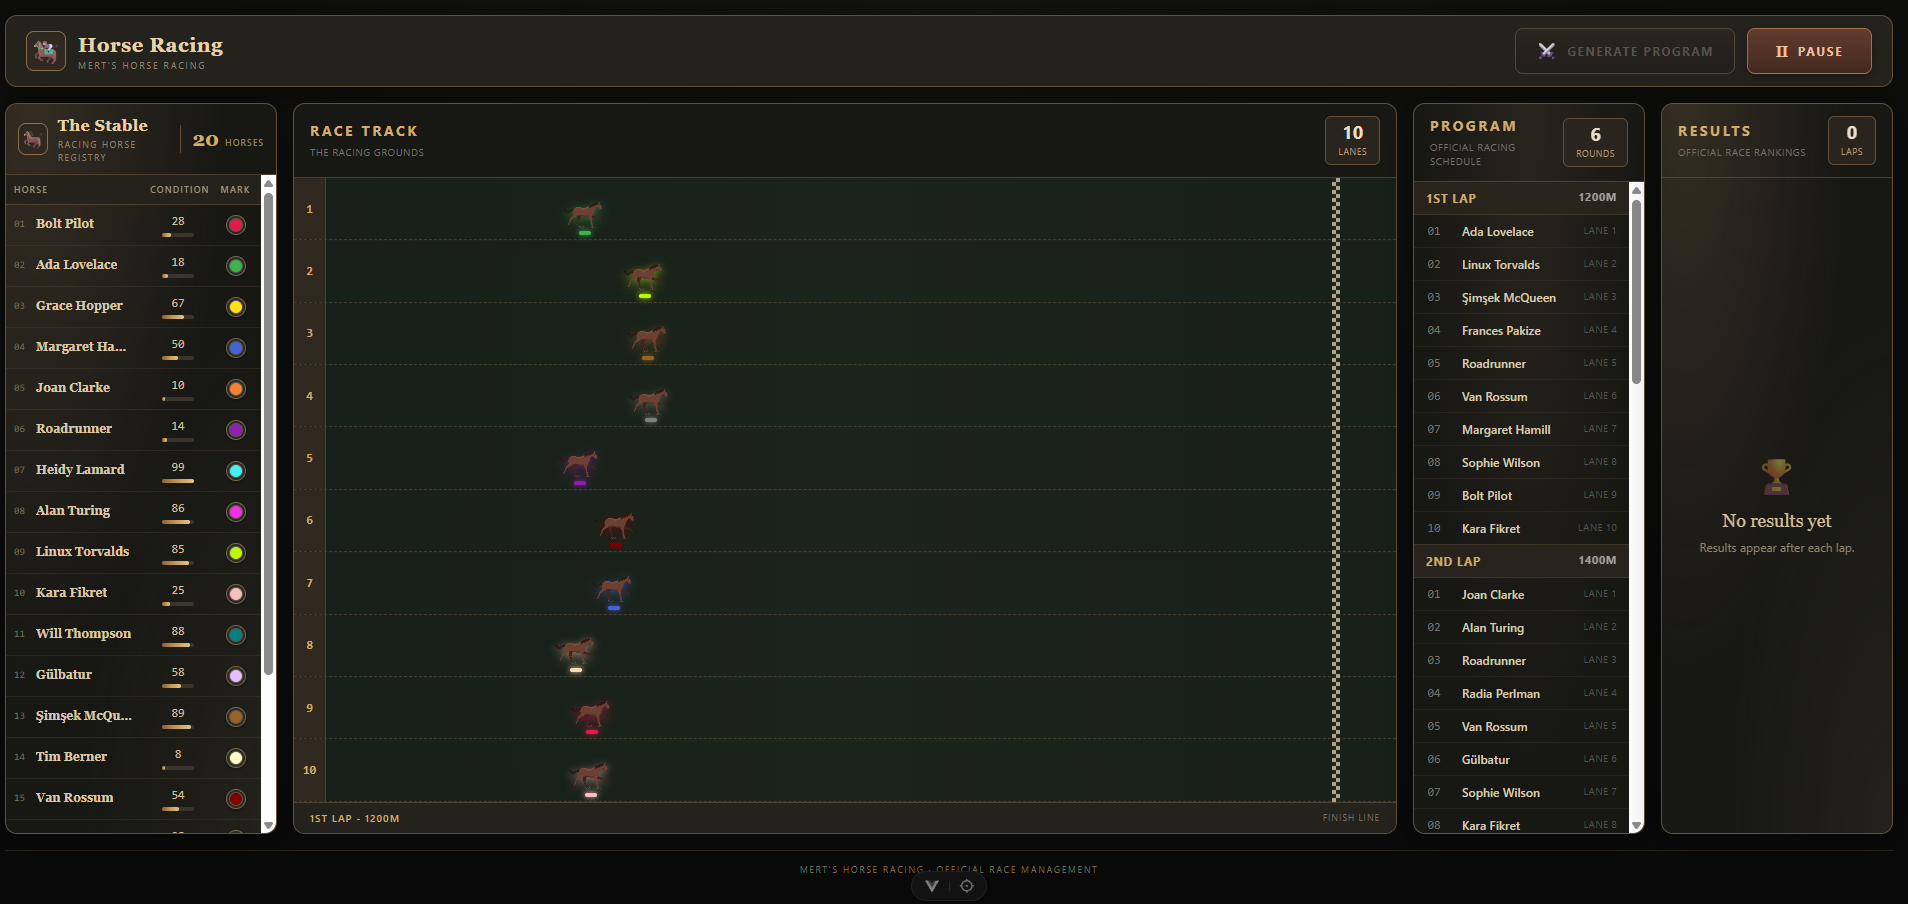 Horse Racing
MERT'S HORSE RACING
GENERATE PROGRAM
PAUSE
The Stable
RACING HORSE
REGISTRY
20 HORSES
HORSE CONDITION MARK
01 Bolt Pilot 28
02 Ada Lovelace 18
03 Grace Hopper 67
04 Margaret Ha... 50
05 Joan Clarke 10
06 Roadrunner 14
07 Heidy Lamard 99
08 Alan Turing 86
09 Linux Torvalds 85
10 Kara Fikret 25
11 Will Thompson 88
12 Gülbatur 58
13 Şimşek McQu... 89
14 Tim Berner 8
15 Van Rossum 54
RACE TRACK
THE RACING GROUNDS
10
LANES
1
2
3
4
5
6
7
8
9
10
1ST LAP - 1200M
FINISH LINE
PROGRAM
OFFICIAL RACING
SCHEDULE
6
ROUNDS
1ST LAP 1200M
01 Ada Lovelace LANE 1
02 Linux Torvalds LANE 2
03 Şimşek McQueen LANE 3
04 Frances Pakize LANE 4
05 Roadrunner LANE 5
06 Van Rossum LANE 6
07 Margaret Hamill LANE 7
08 Sophie Wilson LANE 8
09 Bolt Pilot LANE 9
10 Kara Fikret LANE 10
2ND LAP 1400M
01 Joan Clarke LANE 1
02 Alan Turing LANE 2
03 Roadrunner LANE 3
04 Radia Perlman LANE 4
05 Van Rossum LANE 5
06 Gülbatur LANE 6
07 Sophie Wilson LANE 7
08 Kara Fikret LANE 8
RESULTS
OFFICIAL RACE RANKINGS
0
LAPS
No results yet
Results appear after each lap.
MERT'S HORSE RACING · OFFICIAL RACE MANAGEMENT